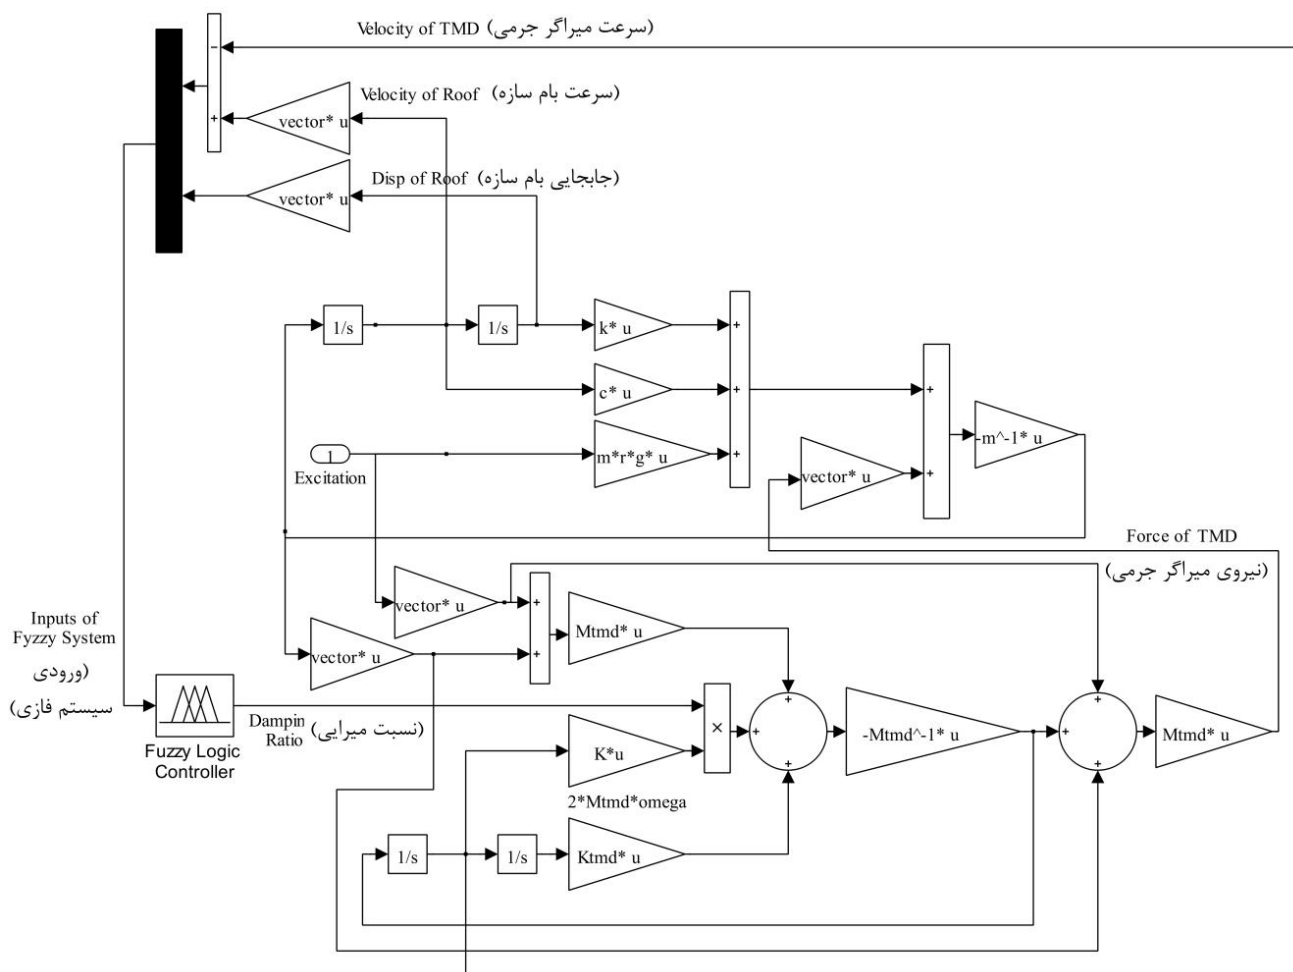 Velocity of TMD (سرعت میراگر جرمی)
-
Velocity of Roof (سرعت بام سازه)
+
vector* u
Disp of Roof (جابجایی بام سازه)
vector* u
1/s
1/s
k* u
+
c* u
+
+
-m^-1* u
1
Excitation
m*r*g* u
+
vector* u
+
Force of TMD
(نیروی میراگر جرمی)
vector* u
+
Mtmd* u
Inputs of
Fyzzy System
(ورودی
سیستم فازی)
vector* u
+
+
+
Fuzzy Logic
Controller
Dampin
Ratio
(نسبت میرایی)
×
+
-Mtmd^-1* u
+
Mtmd* u
K*u
+
+
2*Mtmd*omega
1/s
1/s
Ktmd* u